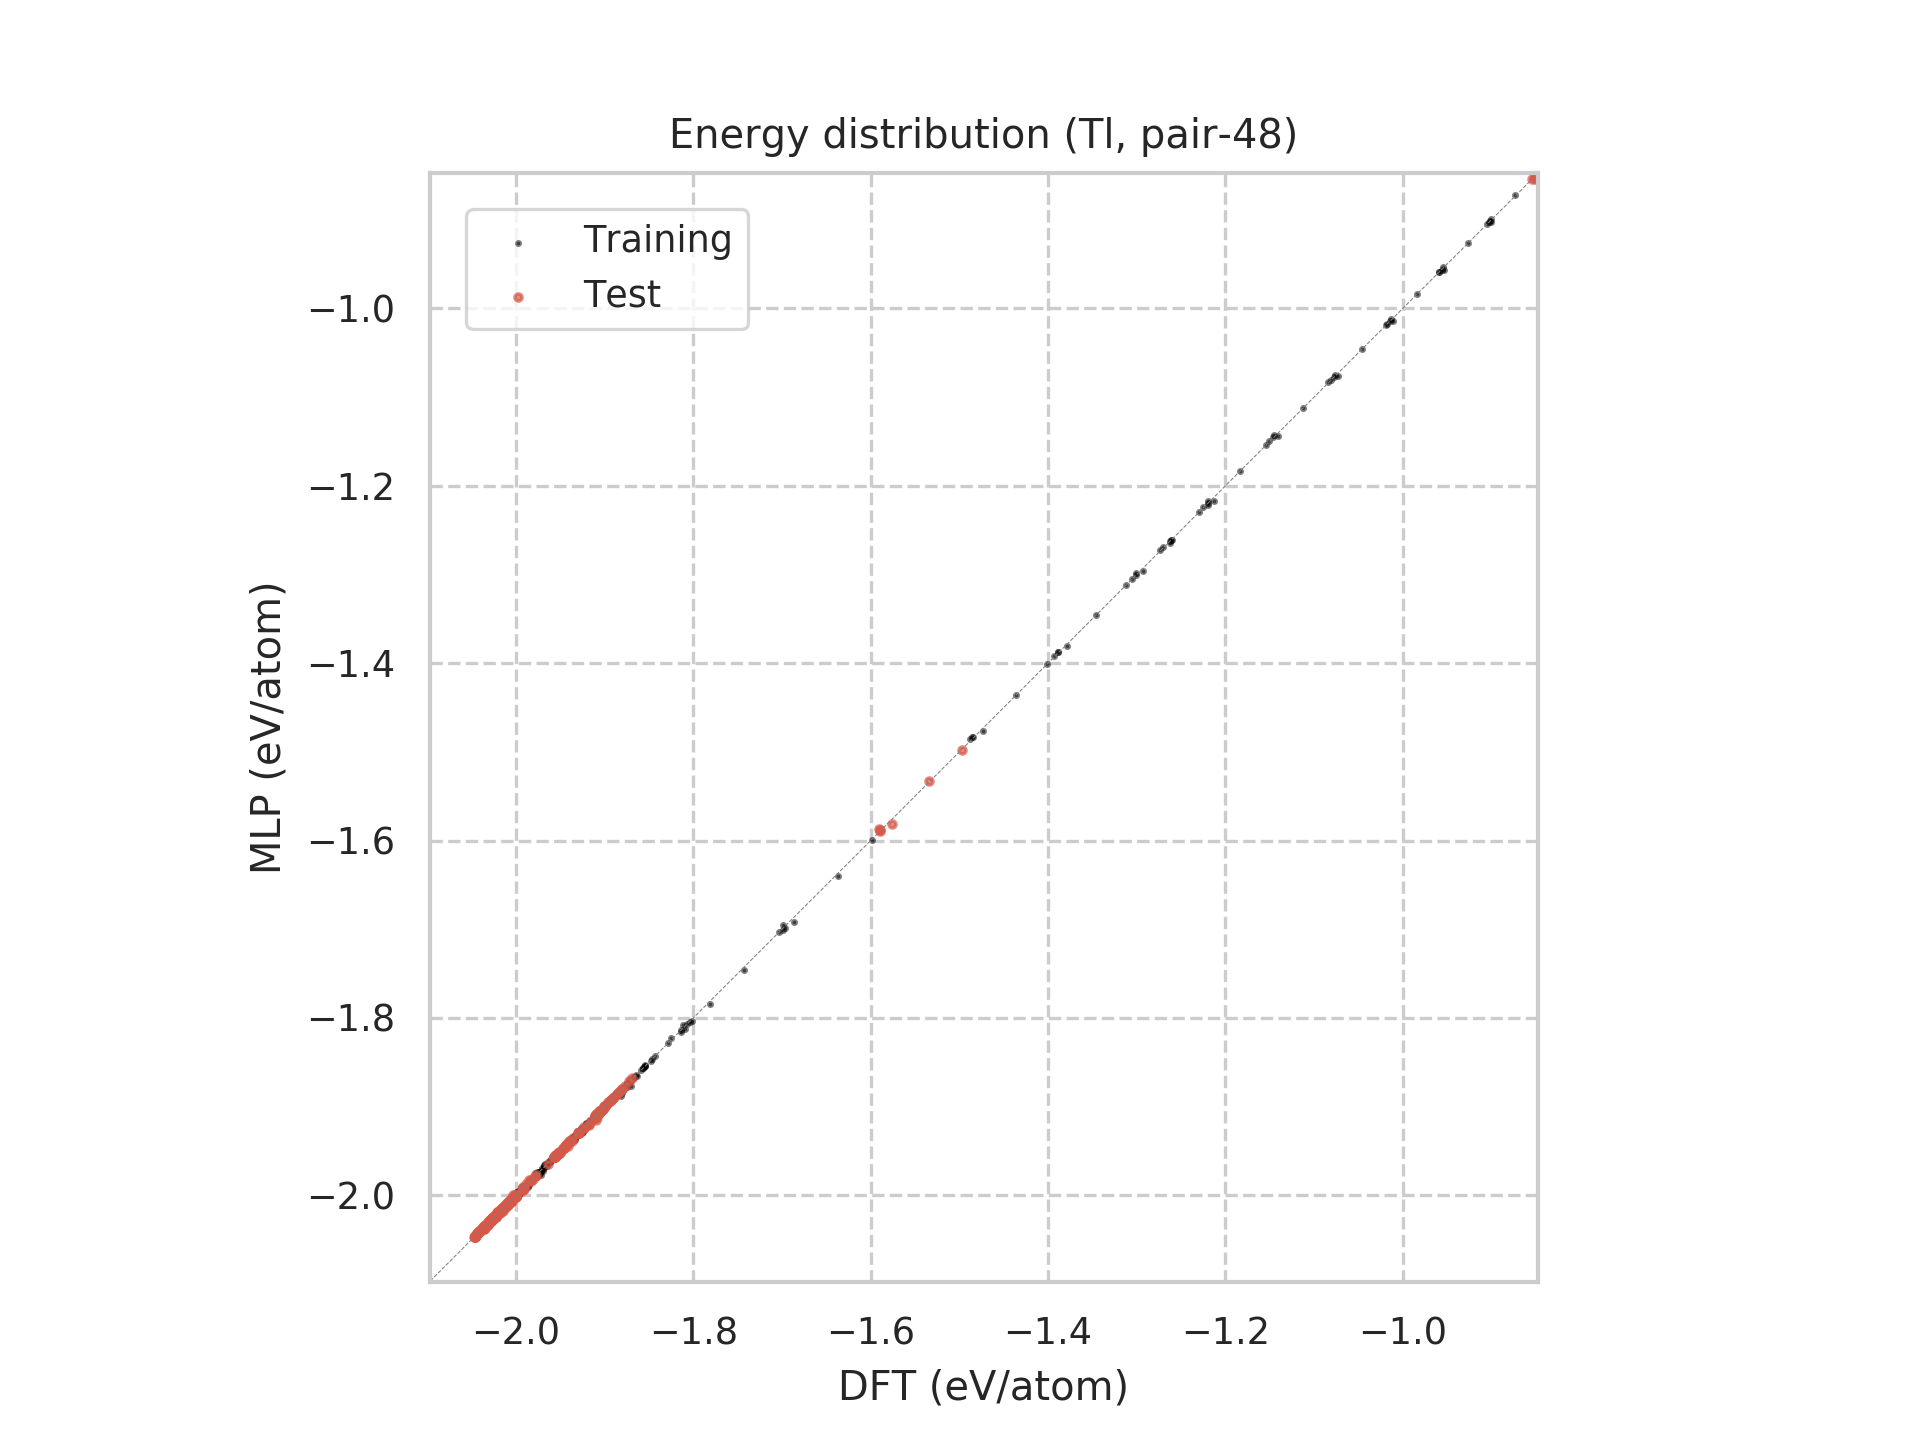 Energy distribution (Tl, pair-48)
Training
Test
−1.0
−1.2
−1.4
−1.6
−1.8
−2.0
MLP (eV/atom)
−2.0 −1.8 −1.6 −1.4 −1.2 −1.0
DFT (eV/atom)